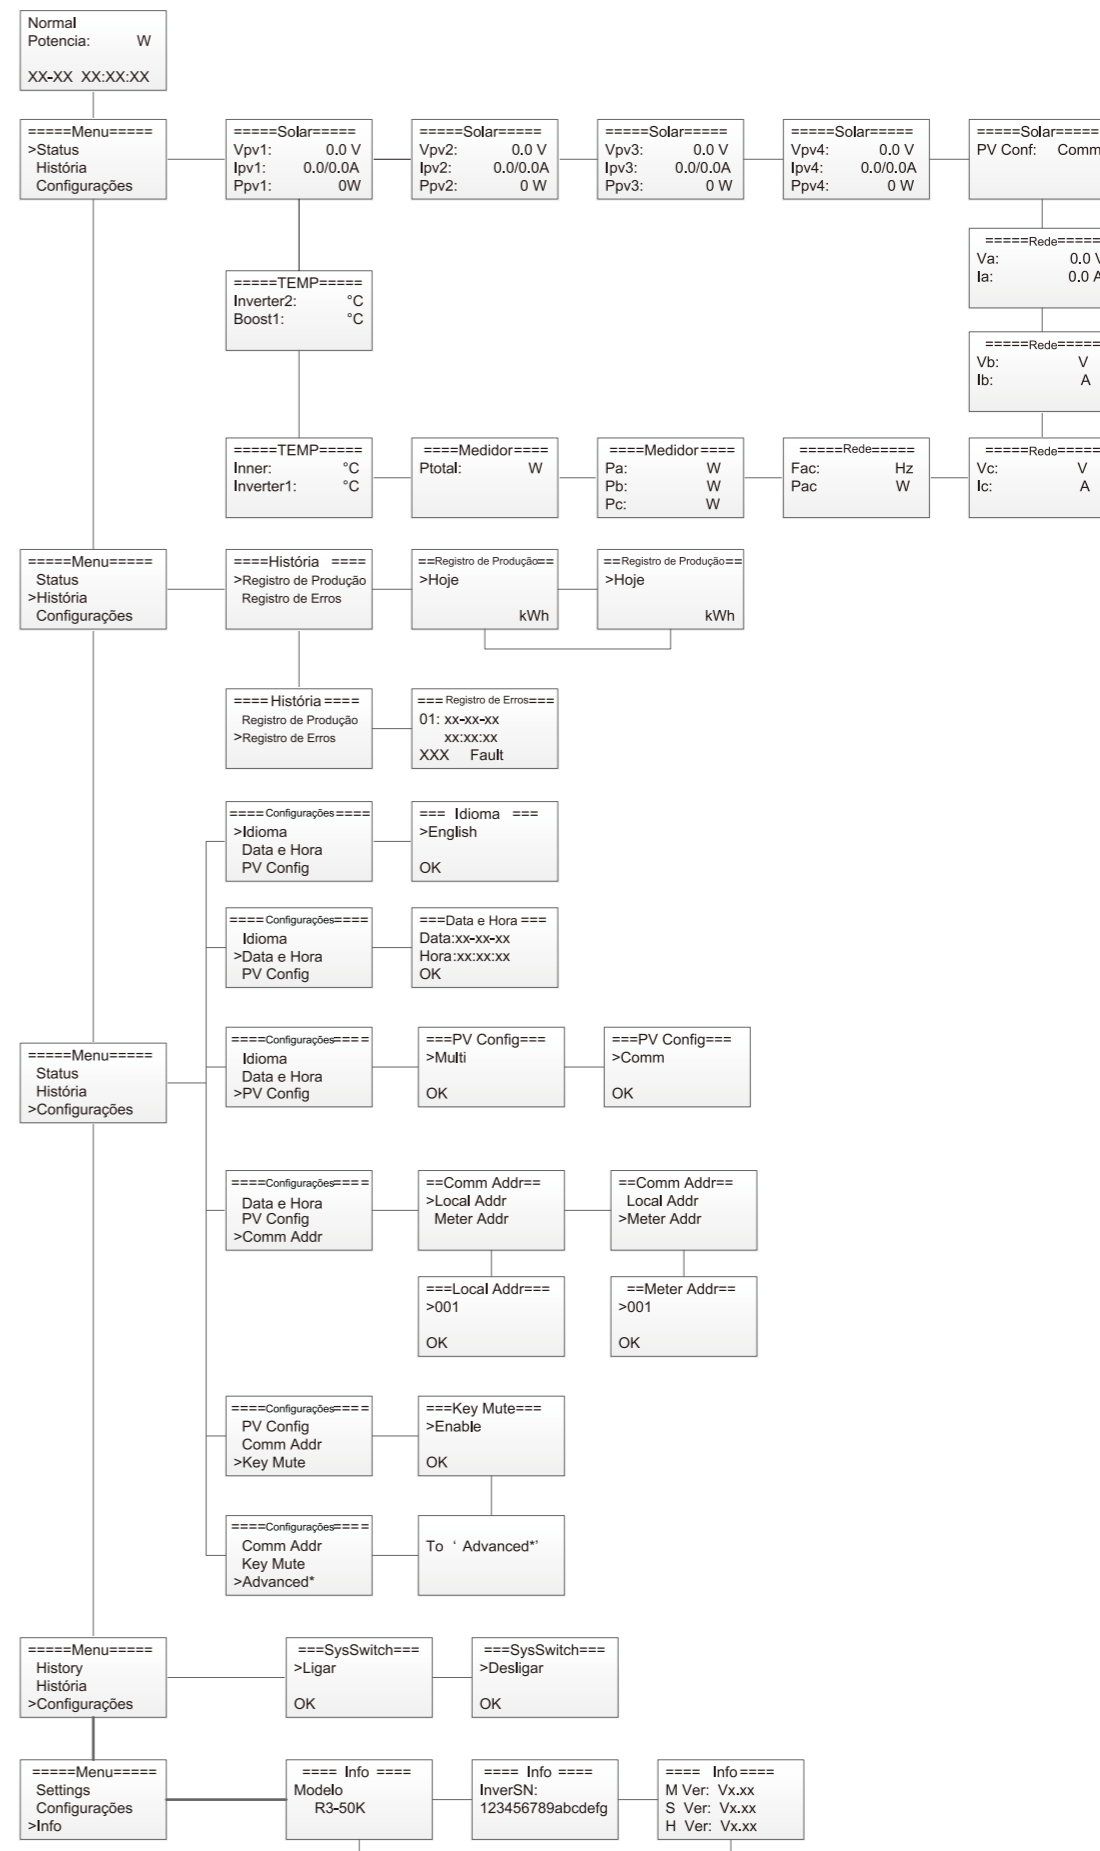 Normal
Potencia: W
XX-XX XX:XX:XX
=====Menu=====
>Status
História
Configurações
=====Solar=====
Vpv1: 0.0 V
Ipv1: 0.0/0.0A
Ppv1: 0W
=====Solar=====
Vpv2: 0.0 V
Ipv2: 0.0/0.0A
Ppv2: 0 W
=====Solar=====
Vpv3: 0.0 V
Ipv3: 0.0/0.0A
Ppv3: 0 W
=====Solar=====
Vpv4: 0.0 V
Ipv4: 0.0/0.0A
Ppv4: 0 W
=====Solar=====
PV Conf: Comm
=====Rede=====
Va: 0.0 V
Ia: 0.0 A
=====TEMP=====
Inverter2: °C
Boost1: °C
=====Rede=====
Vb: V
Ib: A
=====TEMP=====
Inner: °C
Inverter1: °C
====Medidor====
Ptotal: W
====Medidor====
Pa: W
Pb: W
Pc: W
=====Rede=====
Fac: Hz
Pac W
=====Rede=====
Vc: V
Ic: A
=====Menu=====
Status
>História
Configurações
====História ====
>Registro de Produção
Registro de Erros
==Registro de Produção==
>Hoje
kWh
==Registro de Produção==
>Hoje
kWh
====História ====
Registro de Produção
>Registro de Erros
===Registro de Erros===
01: xx-xx-xx
xx:xx:xx
XXX Fault
====Configurações====
>Idioma
Data e Hora
PV Config
=== Idioma ===
>English
OK
====Configurações====
Idioma
>Data e Hora
PV Config
===Data e Hora ===
Data:xx-xx-xx
Hora:xx:xx:xx
OK
=====Menu=====
Status
História
>Configurações
====Configurações====
Idioma
Data e Hora
>PV Config
===PV Config===
>Multi
OK
===PV Config===
>Comm
OK
====Configurações====
Data e Hora
PV Config
>Comm Addr
==Comm Addr==
>Local Addr
Meter Addr
==Comm Addr==
Local Addr
>Meter Addr
===Local Addr===
>001
OK
==Meter Addr==
>001
OK
====Configurações====
PV Config
Comm Addr
>Key Mute
===Key Mute===
>Enable
OK
====Configurações====
Comm Addr
Key Mute
>Advanced*
To ‘ Advanced*’
=====Menu=====
History
História
>Configurações
===SysSwitch===
>Ligar
OK
===SysSwitch===
>Desligar
OK
=====Menu=====
Settings
Configurações
>Info
==== Info ====
Modelo
R3-50K
==== Info ====
InverSN:
123456789abcdefg
==== Info====
M Ver: Vx.xx
S Ver: Vx.xx
H Ver: Vx.xx